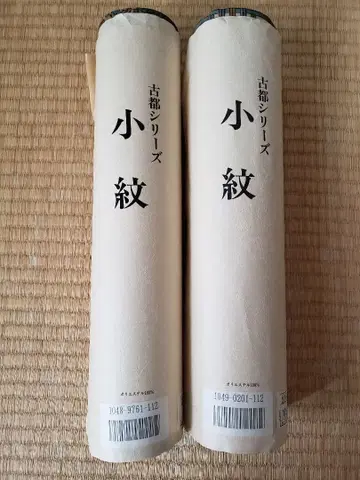 古都シリーズ
小紋
ポリエステル100%
1048-9761-112
古都シリーズ
小紋
ポリエステル100%
1049-0201-112